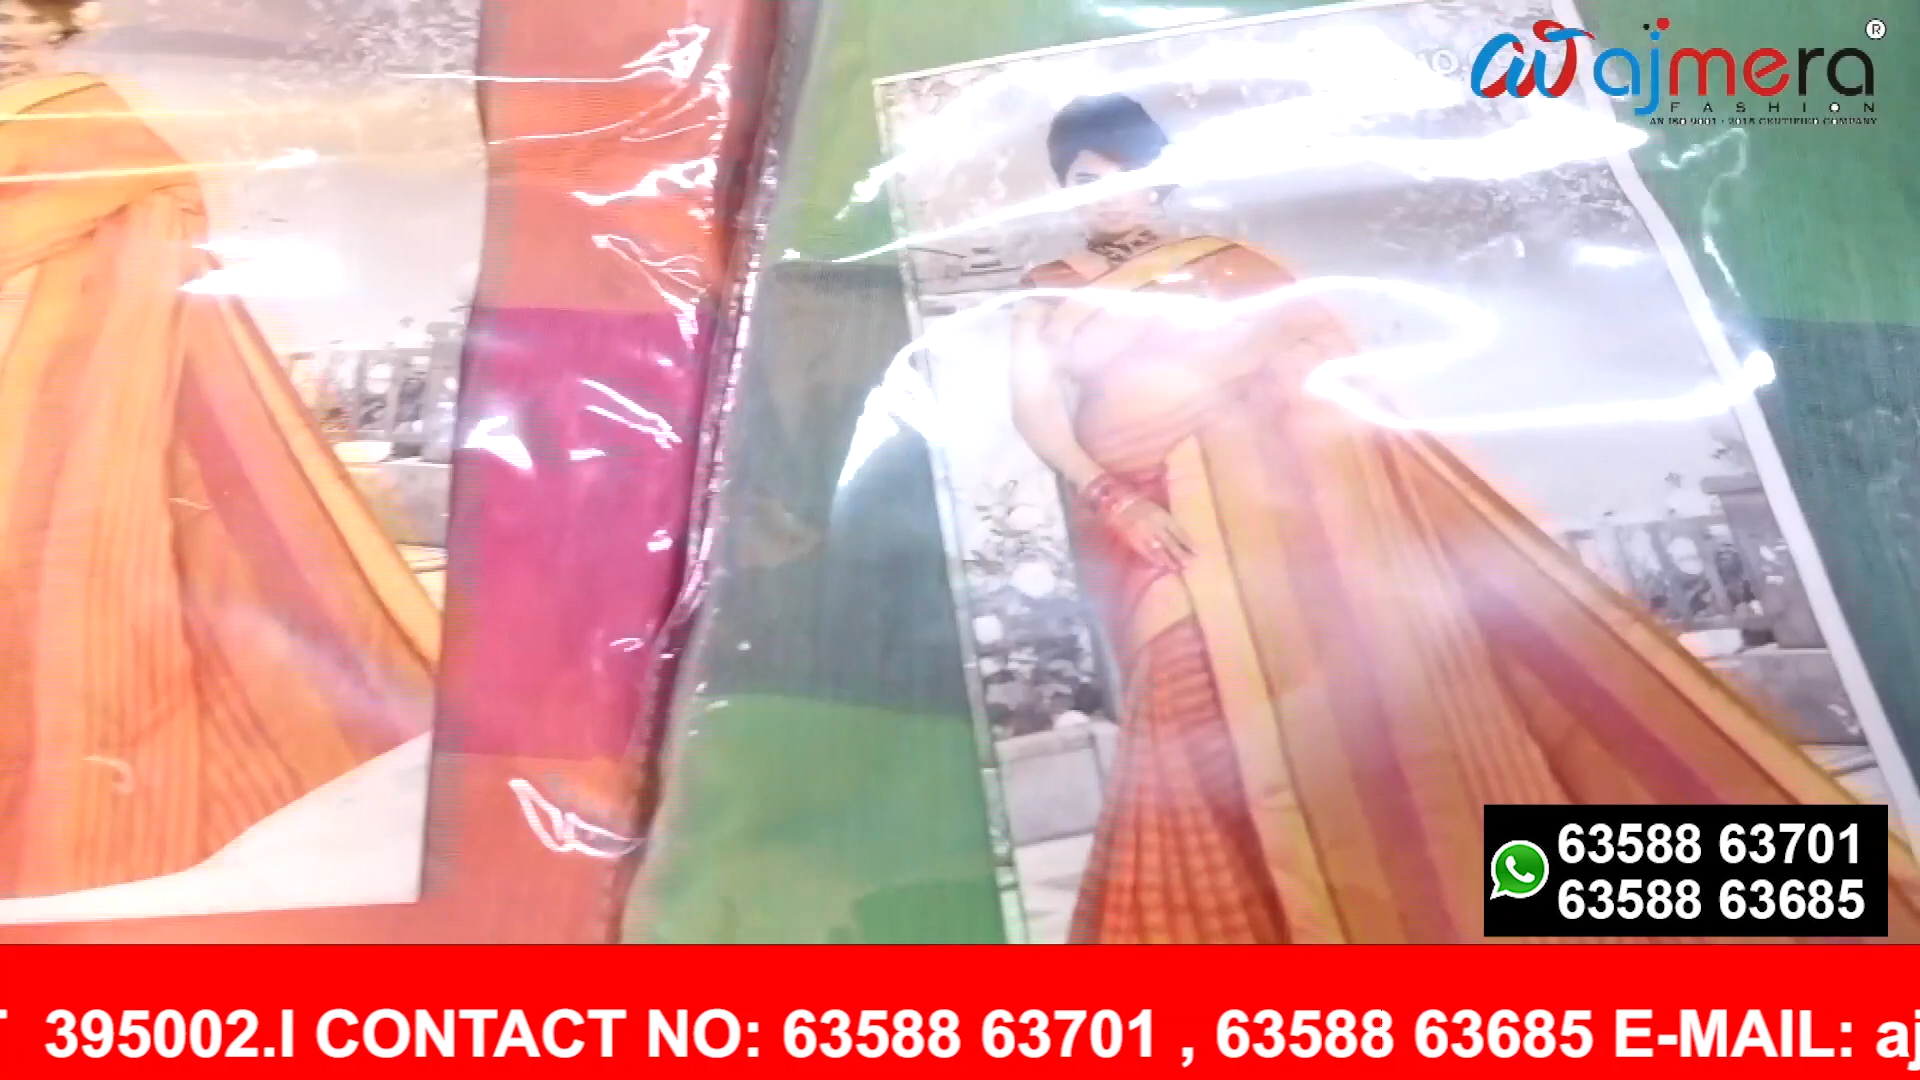 ajmera
FASHION
AN ISO 9001 : 2015 CERTIFIED COMPANY
63588 63701
63588 63685
395002.I CONTACT NO: 63588 63701 , 63588 63685 E-MAIL: aj